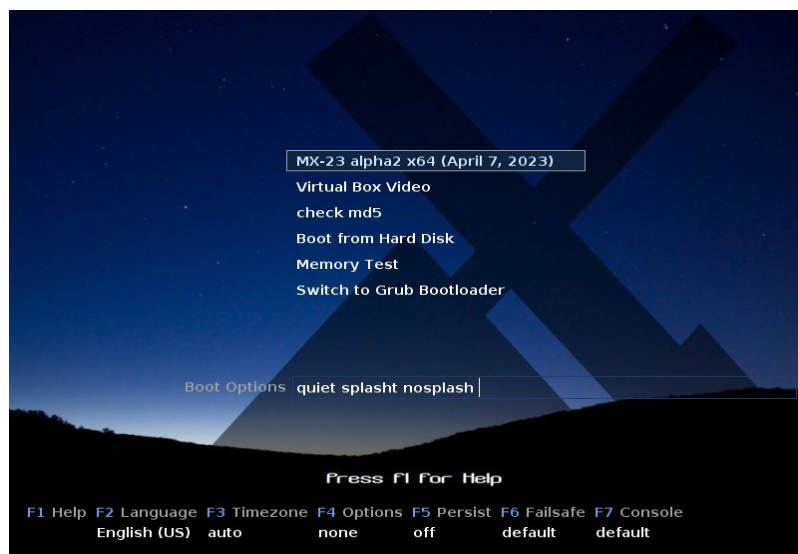 MX-23 alpha2 x64 (April 7, 2023)
Virtual Box Video
check md5
Boot from Hard Disk
Memory Test
Switch to Grub Bootloader
Boot Options quiet splasht nosplash
Press F1 for Help
F1 Help F2 Language F3 Timezone F4 Options F5 Persist F6 Failsafe F7 Console
English (US) auto none off default default